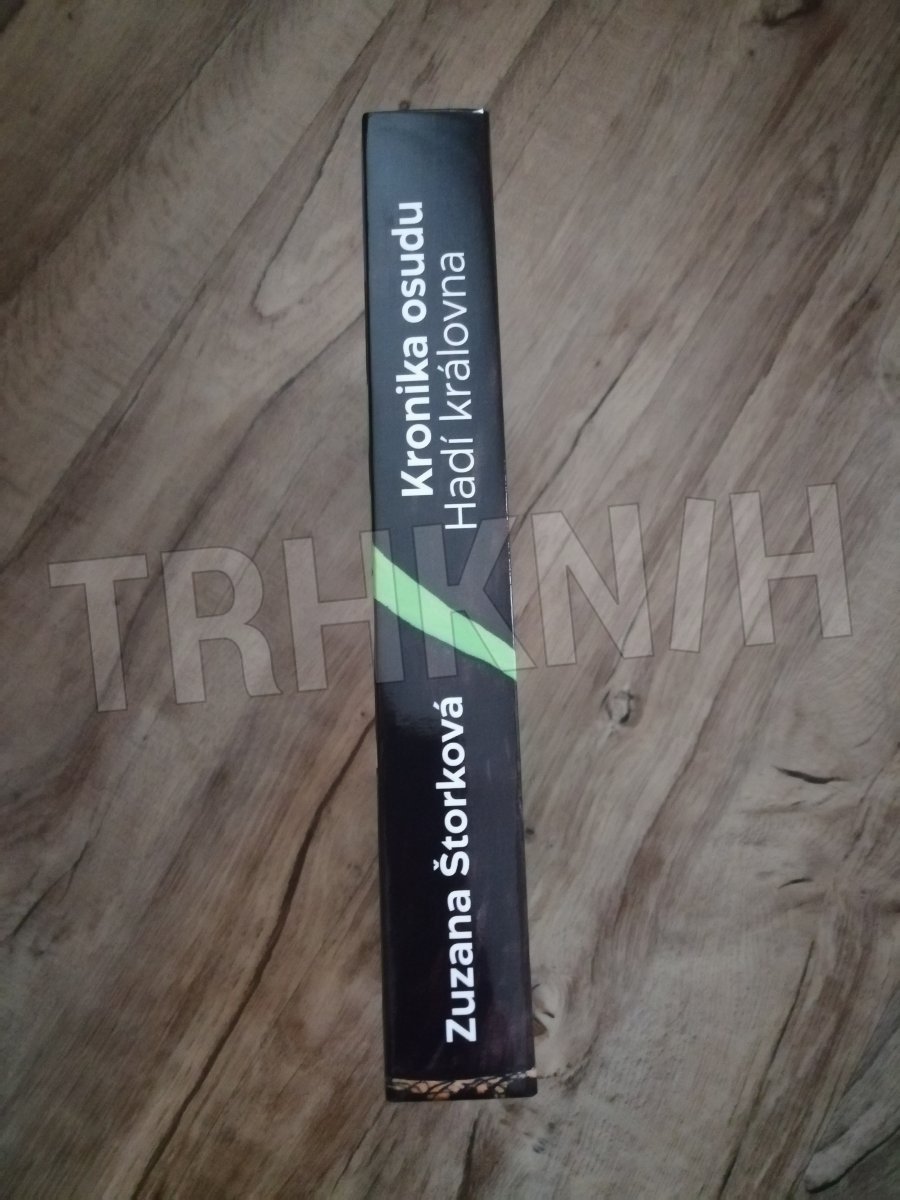 Kronika osudu
Hadí královna
Zuzana Štorková
TRHKNIH